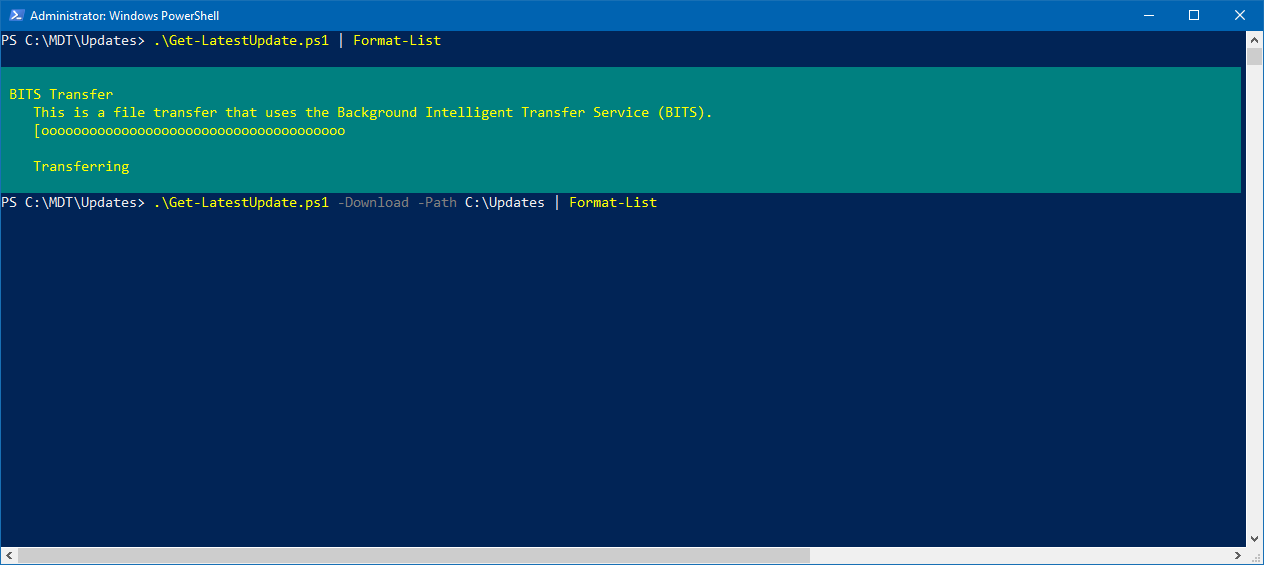 Administrator: Windows PowerShell
PS C:\MDT\Updates> .\Get-LatestUpdate.ps1 | Format-List
BITS Transfer
This is a file transfer that uses the Background Intelligent Transfer Service (BITS).
[oooooooooooooooooooooooooooooooooooooo
Transferring
PS C:\MDT\Updates> .\Get-LatestUpdate.ps1 -Download -Path C:\Updates | Format-List